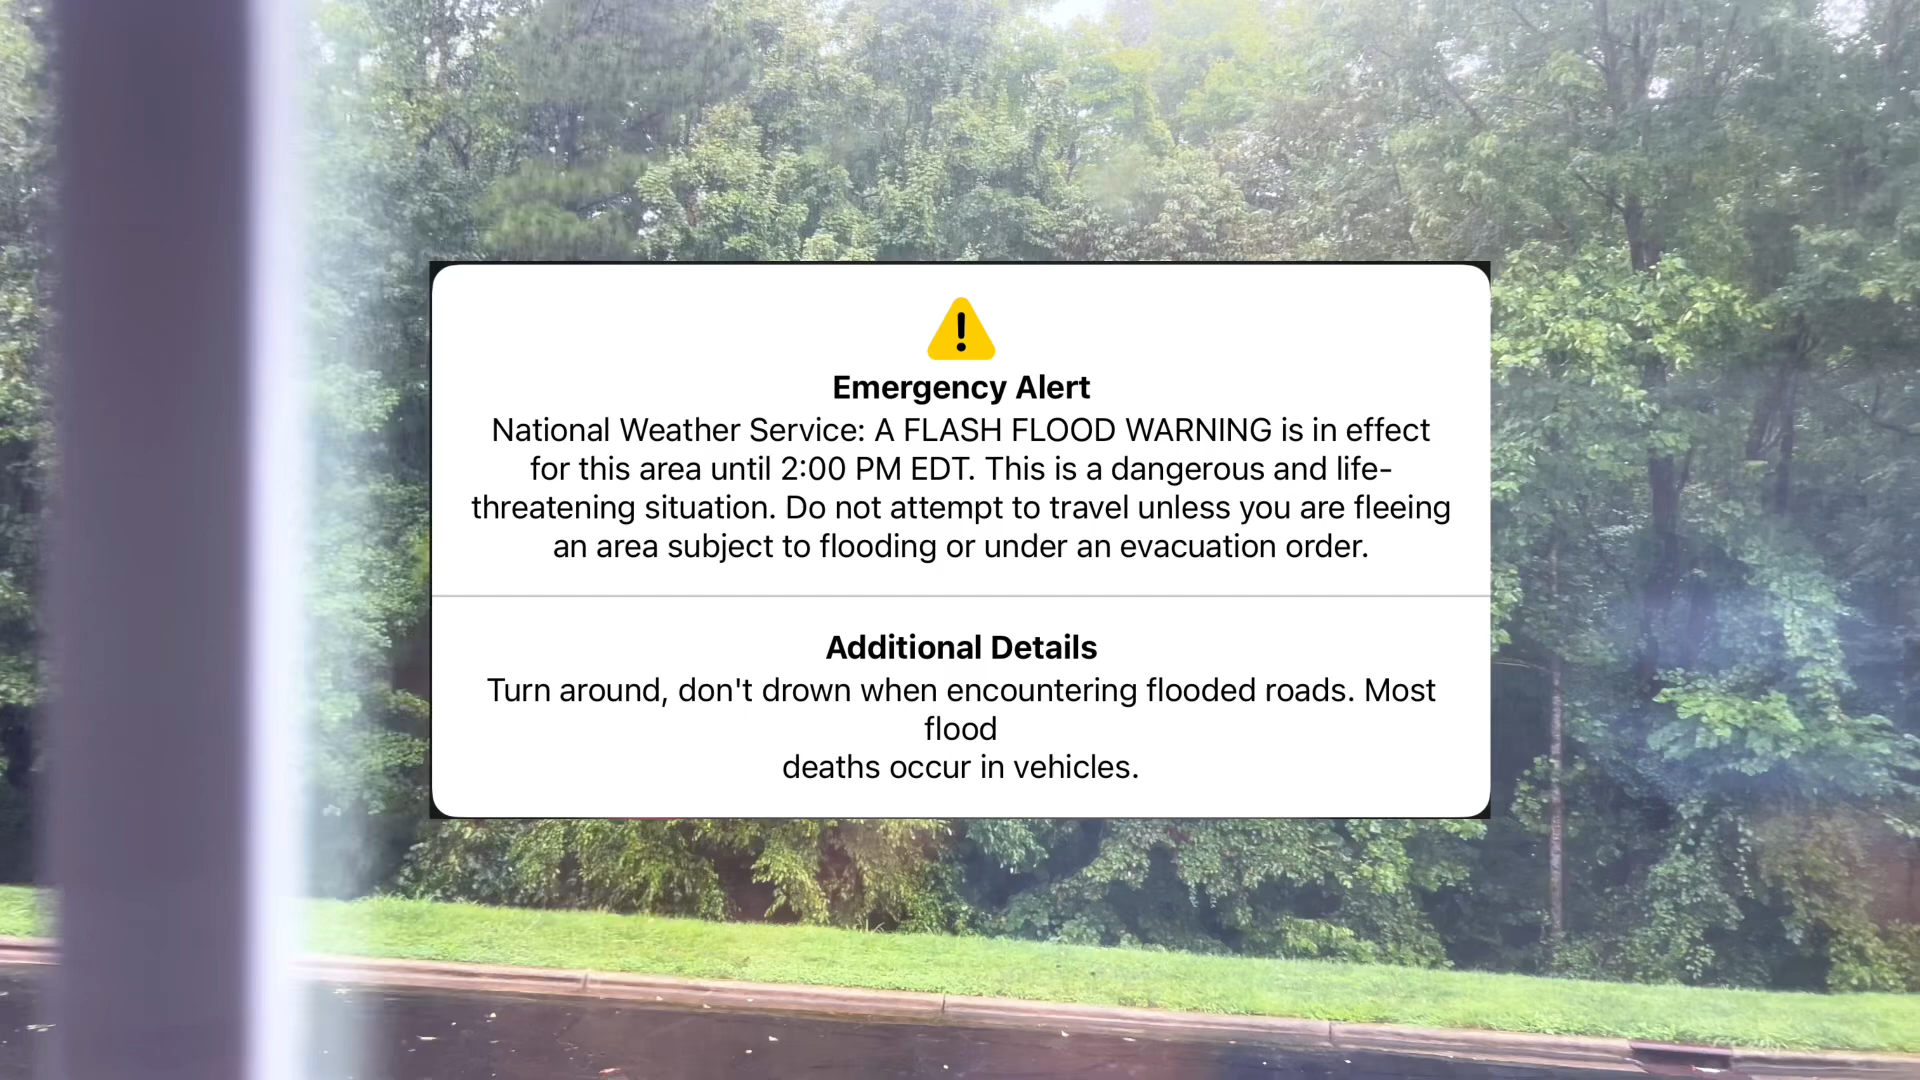 Emergency Alert
National Weather Service: A FLASH FLOOD WARNING is in effect
for this area until 2:00 PM EDT. This is a dangerous and life-
threatening situation. Do not attempt to travel unless you are fleeing
an area subject to flooding or under an evacuation order.
Additional Details
Turn around, don't drown when encountering flooded roads. Most
flood
deaths occur in vehicles.